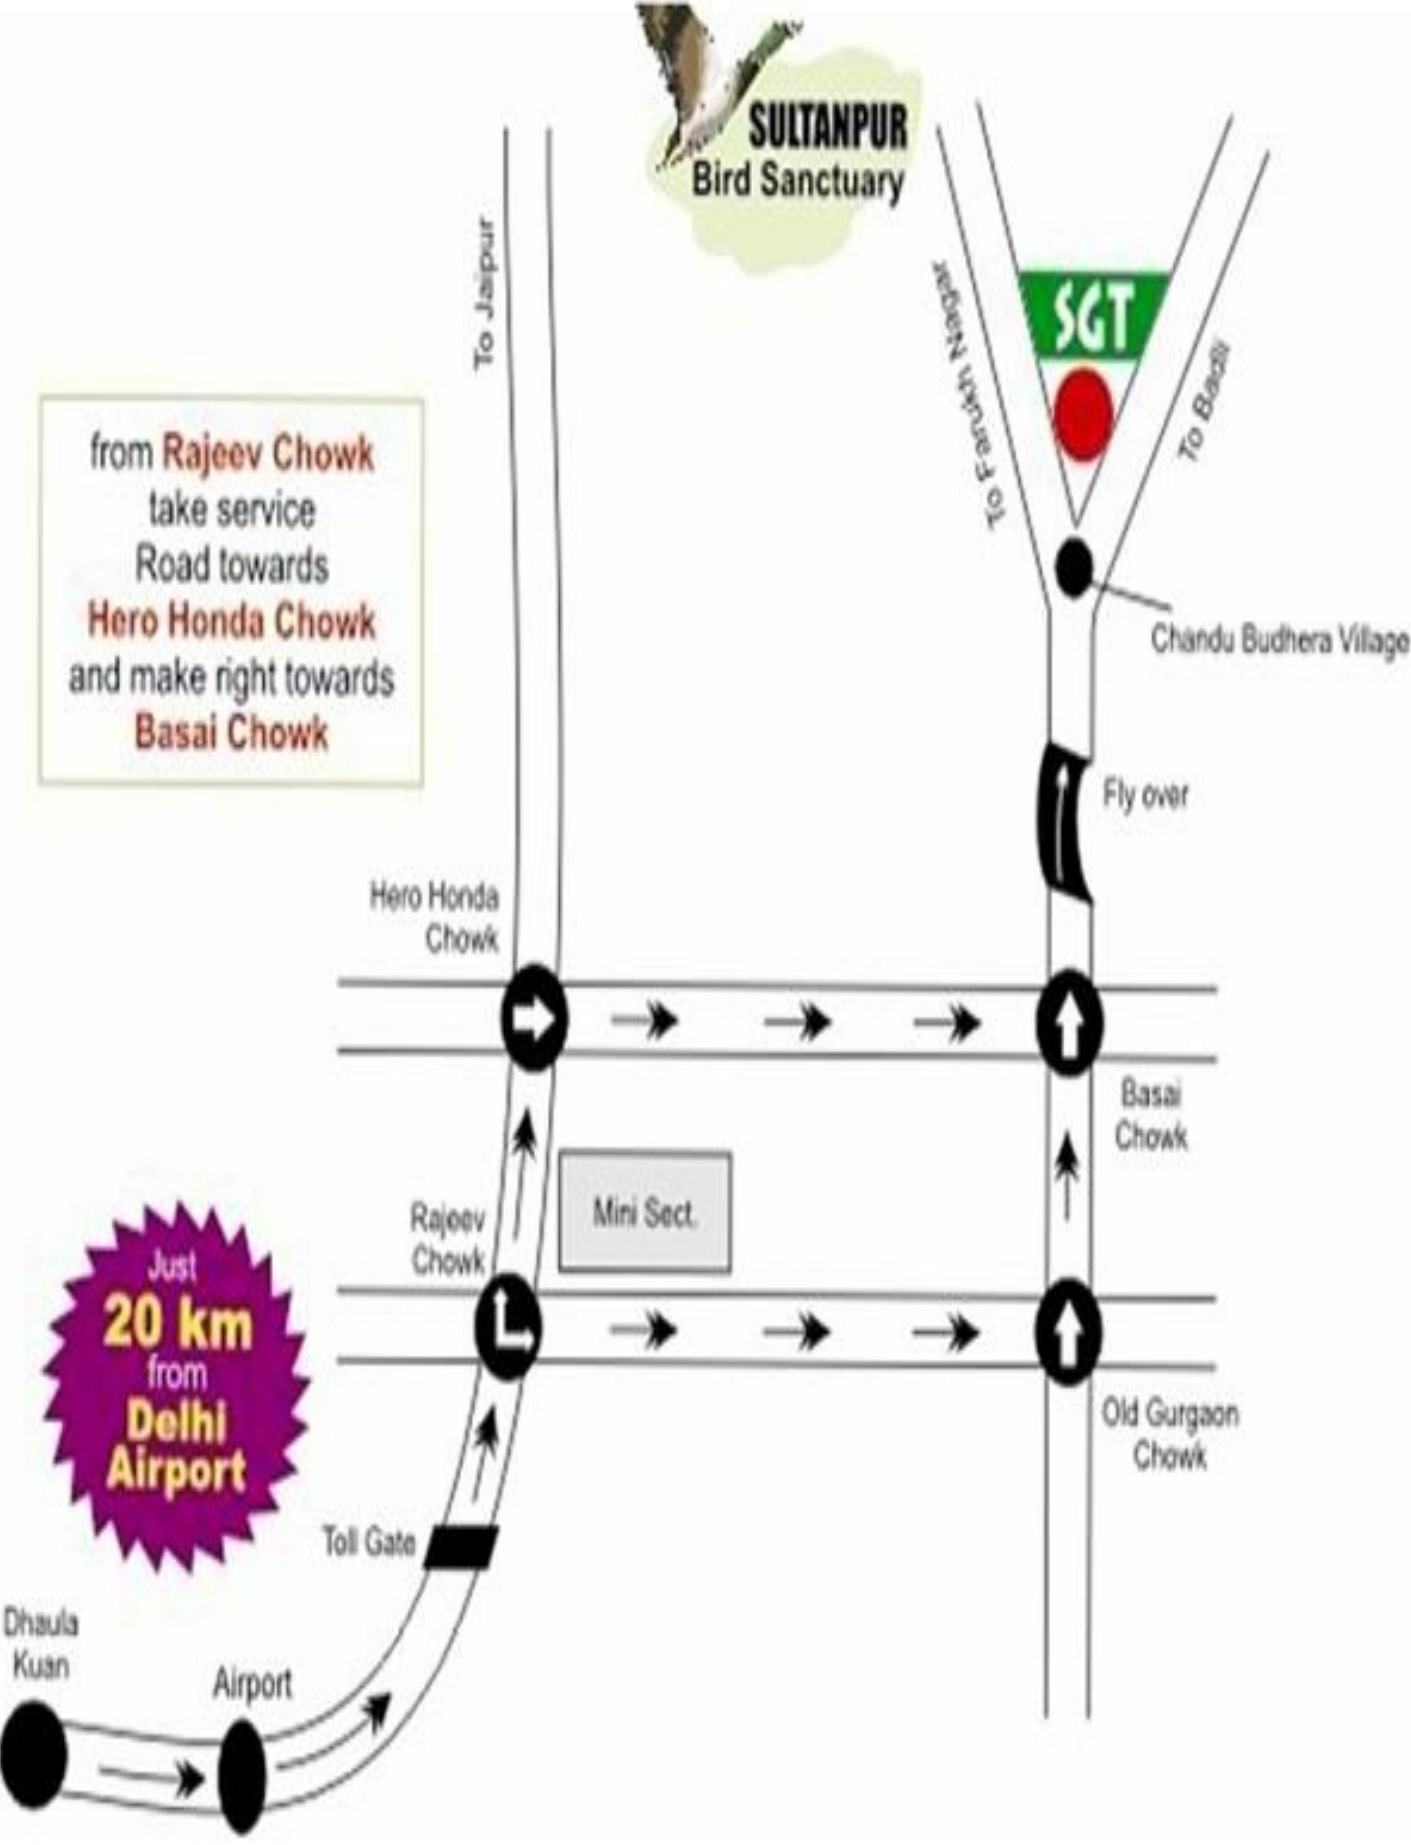 SULTANPUR
Bird Sanctuary
To Jaipur
To Farukh Nagar
SGT
To Badli
from Rajeev Chowk
take service
Road towards
Hero Honda Chowk
and make right towards
Basai Chowk
Chandu Budhera Village
Fly over
Hero Honda
Chowk
Basai
Chowk
Rajeev
Chowk
Mini Sect.
Just
20 km
from
Delhi
Airport
Old Gurgaon
Chowk
Toll Gate
Dhaula
Kuan
Airport